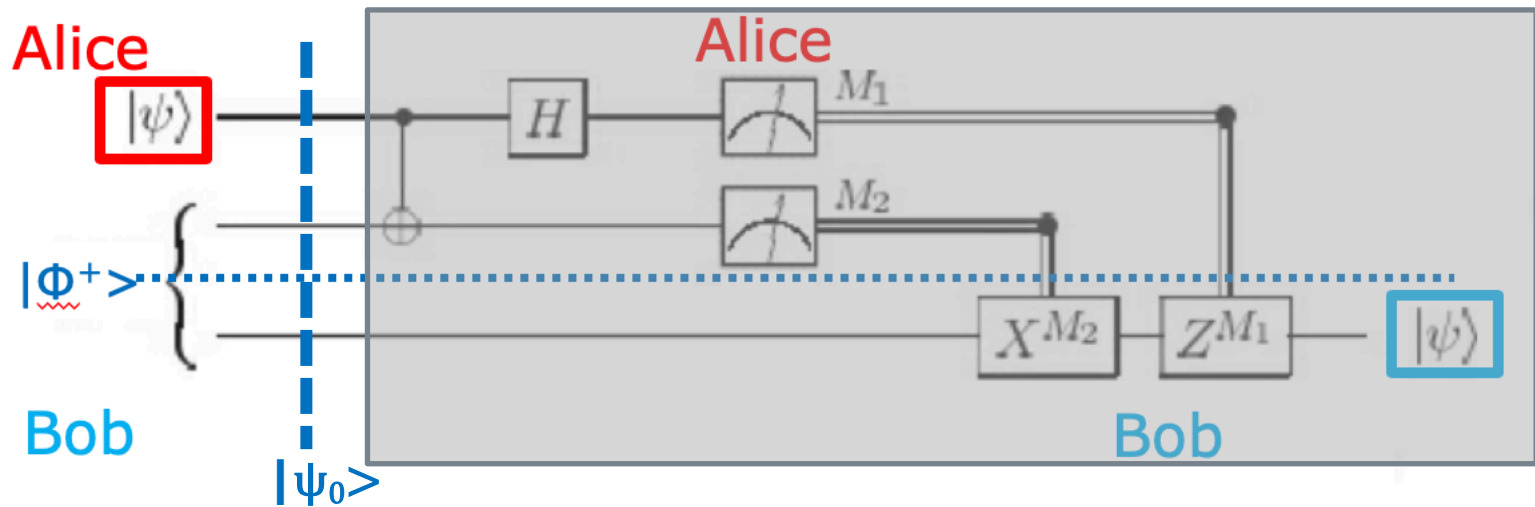 Alice
Alice
|ψ⟩
H
M₁
M₂
|Φ⁺>
X^M₂
Z^M₁
|ψ⟩
Bob
Bob
|ψ₀>